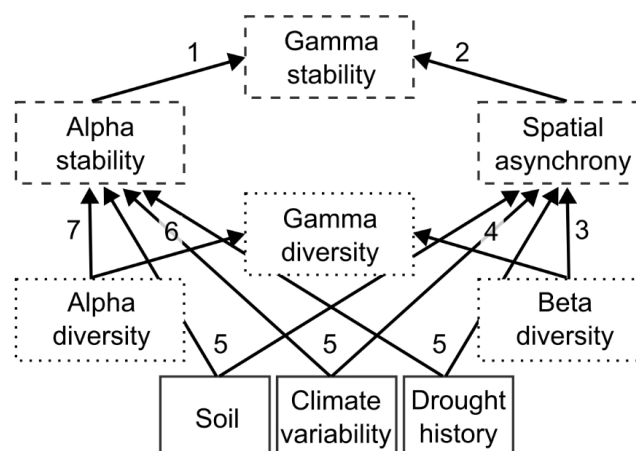 1
Gamma
stability
2
Alpha
stability
Spatial
asynchrony
7
6
Gamma
diversity
4
3
Alpha
diversity
Beta
diversity
5
5
5
Soil
Climate
variability
Drought
history